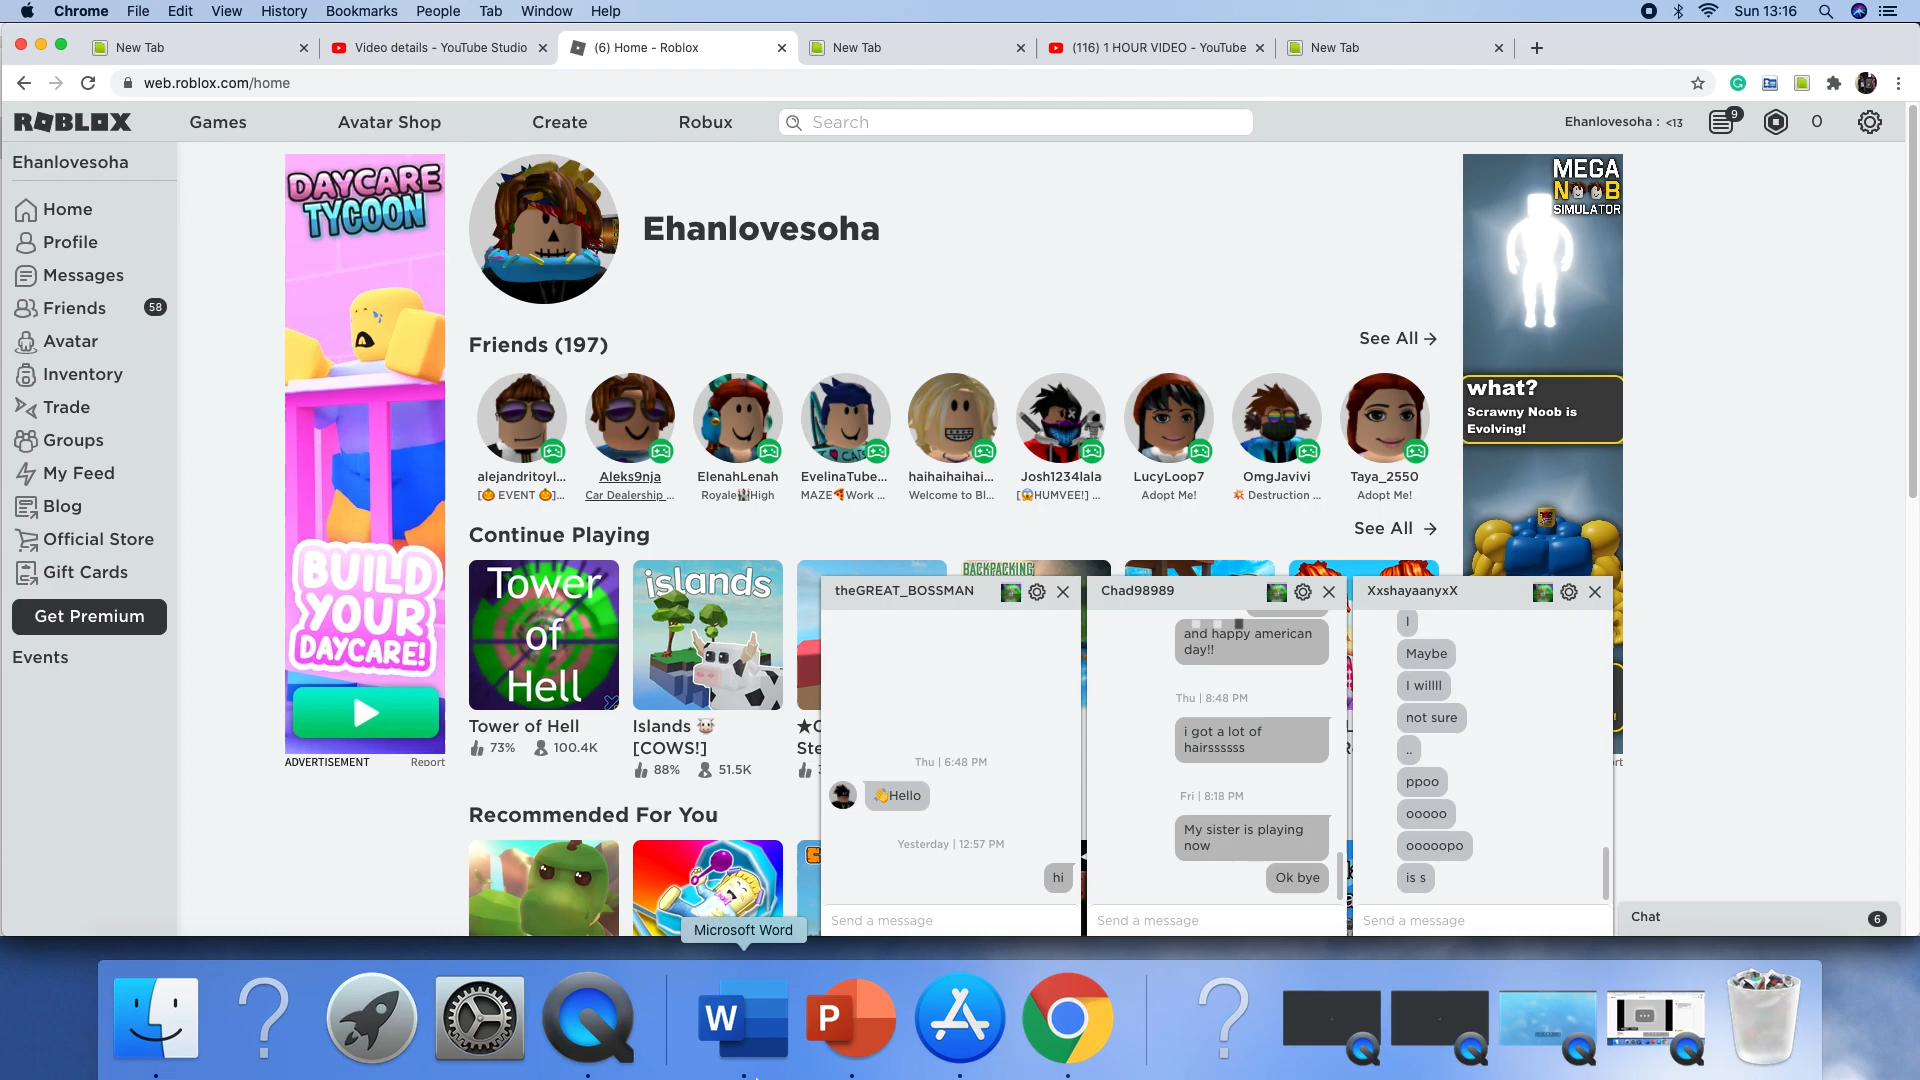 Chrome File Edit View History Bookmarks People Tab Window Help Sun 13:16
New Tab Video details - YouTube Studio (6) Home - Roblox New Tab (116) 1 HOUR VIDEO - YouTube New Tab
web.roblox.com/home
ROBLOX Games Avatar Shop Create Robux Search Ehanlovesoha : <13 9 0
Ehanlovesoha
Home
Profile
Messages
Friends 58
Avatar
Inventory
Trade
Groups
My Feed
Blog
Official Store
Gift Cards
Get Premium
Events
DAYCARE
TYCOON
BUILD
YOUR
DAYCARE!
ADVERTISEMENT Report
Ehanlovesoha
Friends (197) See All
alejandritoyl... Aleks9nja ElenahLenah EvelinaTube... haihaihaihai... Josh1234lala LucyLoop7 OmgJavivi Taya_2550
[🎃 EVENT 🎃]... Car Dealership ... Royale🏰High MAZE🍕Work ... Welcome to Bl... [😱HUMVEE!] ... Adopt Me! 💥 Destruction ... Adopt Me!
Continue Playing See All
Tower
of
Hell
islands
BACKPACKING
Tower of Hell
73% 100.4K
Islands 🐮
[COWS!]
88% 51.5K
Recommended For You
MEGA
NOOB
SIMULATOR
what?
Scrawny Noob is
Evolving!
theGREAT_BOSSMAN
Thu | 6:48 PM
👋Hello
Yesterday | 12:57 PM
hi
Send a message
Chad98989
and happy american
day!!
Thu | 8:48 PM
i got a lot of
hairssssss
Fri | 8:18 PM
My sister is playing
now
Ok bye
Send a message
XxshayaanyxX
I
Maybe
I willlI
not sure
..
ppoo
ooooo
ooooopo
is s
Send a message
Chat 6
Microsoft Word
W P